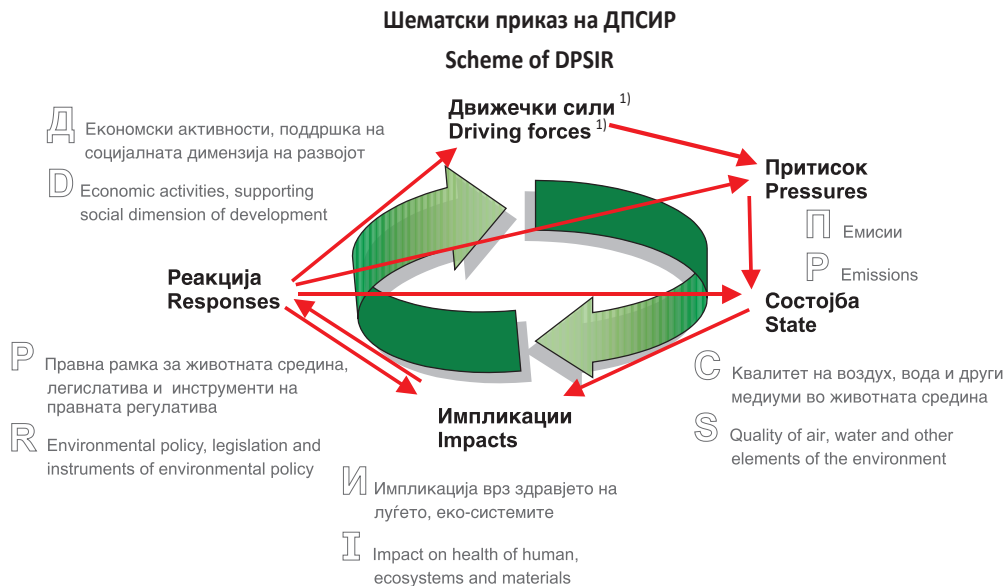 Шематски приказ на ДПСИР
Scheme of DPSIR
Движечки сили 1)
Driving forces 1)
Д Економски активности, поддршка на
социјалната димензија на развојот
D Economic activities, supporting
social dimension of development
Притисок
Pressures
П Емисии
P Emissions
Реакција
Responses
Состојба
State
Р Правна рамка за животната средина,
легислатива и инструменти на
правната регулатива
R Environmental policy, legislation and
instruments of environmental policy
С Квалитет на воздух, вода и други
медиуми во животната средина
S Quality of air, water and other
elements of the environment
Импликации
Impacts
И Импликација врз здравјето на
луѓето, еко-системите
I Impact on health of human,
ecosystems and materials